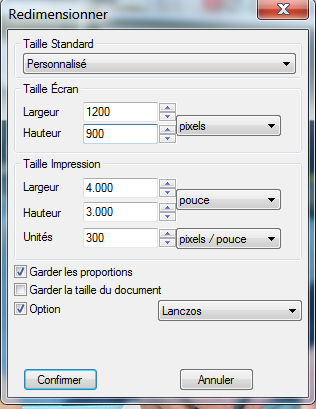 Redimensionner
Taille Standard
Personnalisé
Taille Écran
Largeur 1200
Hauteur 900
pixels
Taille Impression
Largeur 4.000
Hauteur 3.000
pouce
Unités 300 pixels / pouce
Garder les proportions
Garder la taille du document
Option Lanczos
Confirmer Annuler